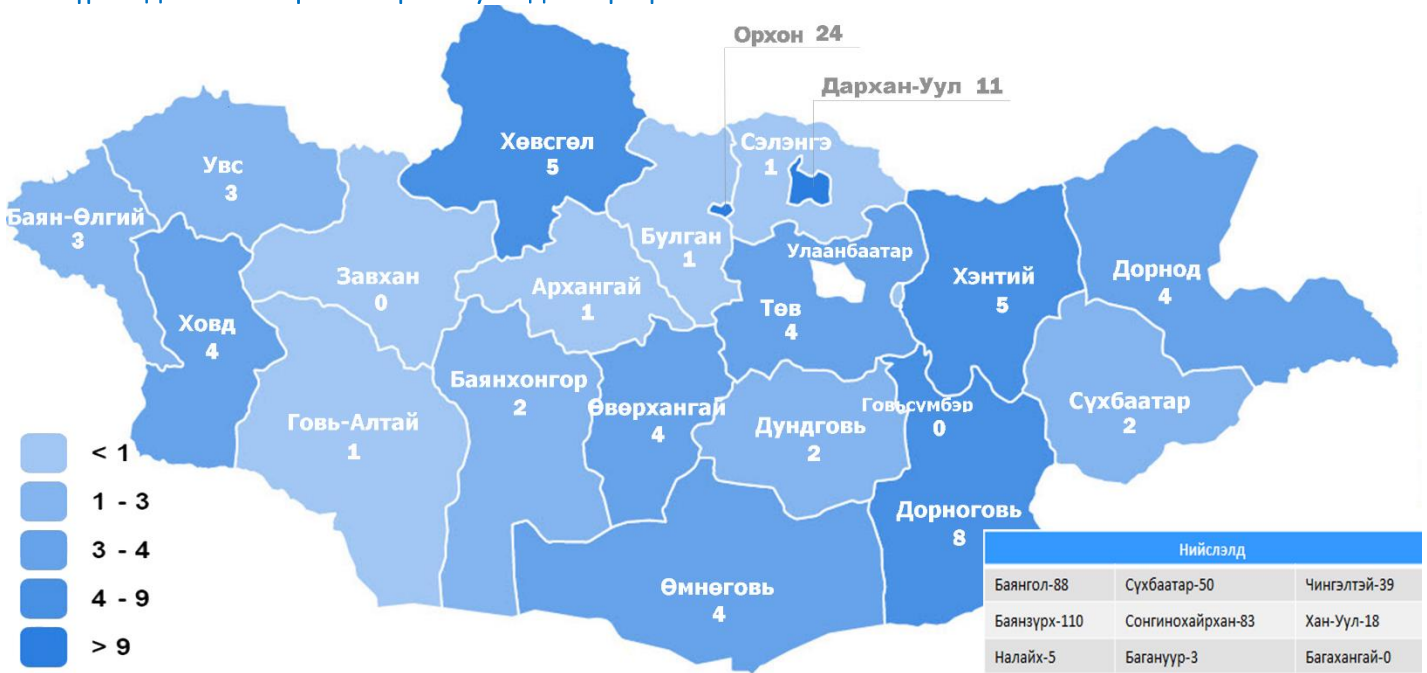 Орхон 24
Дархан-Уул 11
Хөвсгөл
5
Сэлэнгэ
1
Увс
3
Баян-Өлгий
3
Булган
1
Улаанбаатар
Завхан
0
Архангай
1
Хэнтий
5
Дорнод
4
Ховд
4
Төв
4
Баянхонгор
2
Өвөрхангай
4
Говь-Алтай
1
Дундговь
2
Говьсүмбэр
0
Сүхбаатар
2
Дорноговь
8
Өмнөговь
4
< 1
1 - 3
3 - 4
4 - 9
> 9
Нийслэлд
Баянгол-88 Сүхбаатар-50 Чингэлтэй-39
Баянзүрх-110 Сонгинохайрхан-83 Хан-Уул-18
Налайх-5 Багануур-3 Багахангай-0